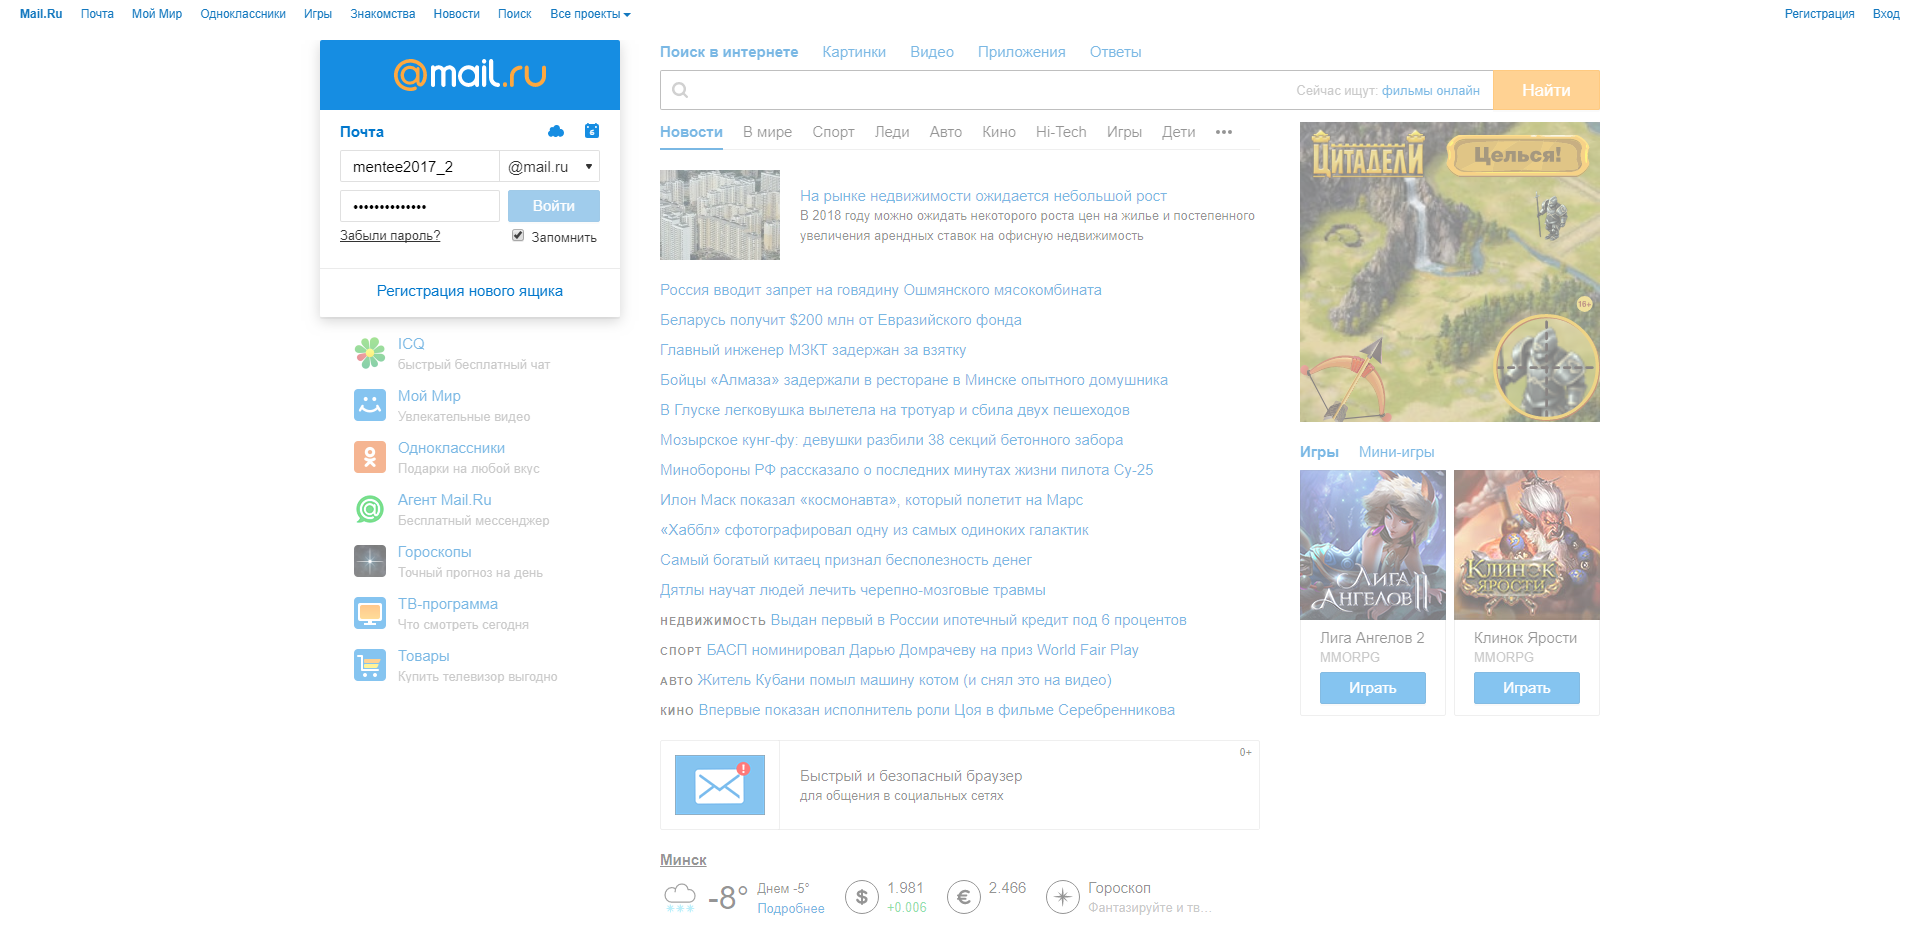 Mail.Ru Почта Мой Мир Одноклассники Игры Знакомства Новости Поиск Все проекты Регистрация Вход
@mail.ru
Почта
6
mentee2017_2 @mail.ru
•••••••••••••• Войти
Забыли пароль? Запомнить
Регистрация нового ящика
ICQ
быстрый бесплатный чат
Мой Мир
Увлекательные видео
Одноклассники
Подарки на любой вкус
Агент Mail.Ru
Бесплатный мессенджер
Гороскопы
Точный прогноз на день
ТВ-программа
Что смотреть сегодня
Товары
Купить телевизор выгодно
Поиск в интернете Картинки Видео Приложения Ответы
Сейчас ищут: фильмы онлайн Найти
Новости В мире Спорт Леди Авто Кино Hi-Tech Игры Дети •••
На рынке недвижимости ожидается небольшой рост
В 2018 году можно ожидать некоторого роста цен на жилье и постепенного
увеличения арендных ставок на офисную недвижимость
Россия вводит запрет на говядину Ошмянского мясокомбината
Беларусь получит $200 млн от Евразийского фонда
Главный инженер МЗКТ задержан за взятку
Бойцы «Алмаза» задержали в ресторане в Минске опытного домушника
В Глуске легковушка вылетела на тротуар и сбила двух пешеходов
Мозырское кунг-фу: девушки разбили 38 секций бетонного забора
Минобороны РФ рассказало о последних минутах жизни пилота Су-25
Илон Маск показал «космонавта», который полетит на Марс
«Хаббл» сфотографировал одну из самых одиноких галактик
Самый богатый китаец признал бесполезность денег
Дятлы научат людей лечить черепно-мозговые травмы
НЕДВИЖИМОСТЬ Выдан первый в России ипотечный кредит под 6 процентов
СПОРТ БАСП номинировал Дарью Домрачеву на приз World Fair Play
АВТО Житель Кубани помыл машину котом (и снял это на видео)
КИНО Впервые показан исполнитель роли Цоя в фильме Серебренникова
0+
Быстрый и безопасный браузер
для общения в социальных сетях
Минск
-8° Днем -5° $ 1.981 € 2.466 Гороскоп
Подробнее +0.006 Фантазируйте и тв...
ЦИТАДЕЛИ Целься!
16+
Игры Мини-игры
ЛИГА АНГЕЛОВ II
КЛИНОК ЯРОСТИ
Лига Ангелов 2 Клинок Ярости
MMORPG MMORPG
Играть Играть